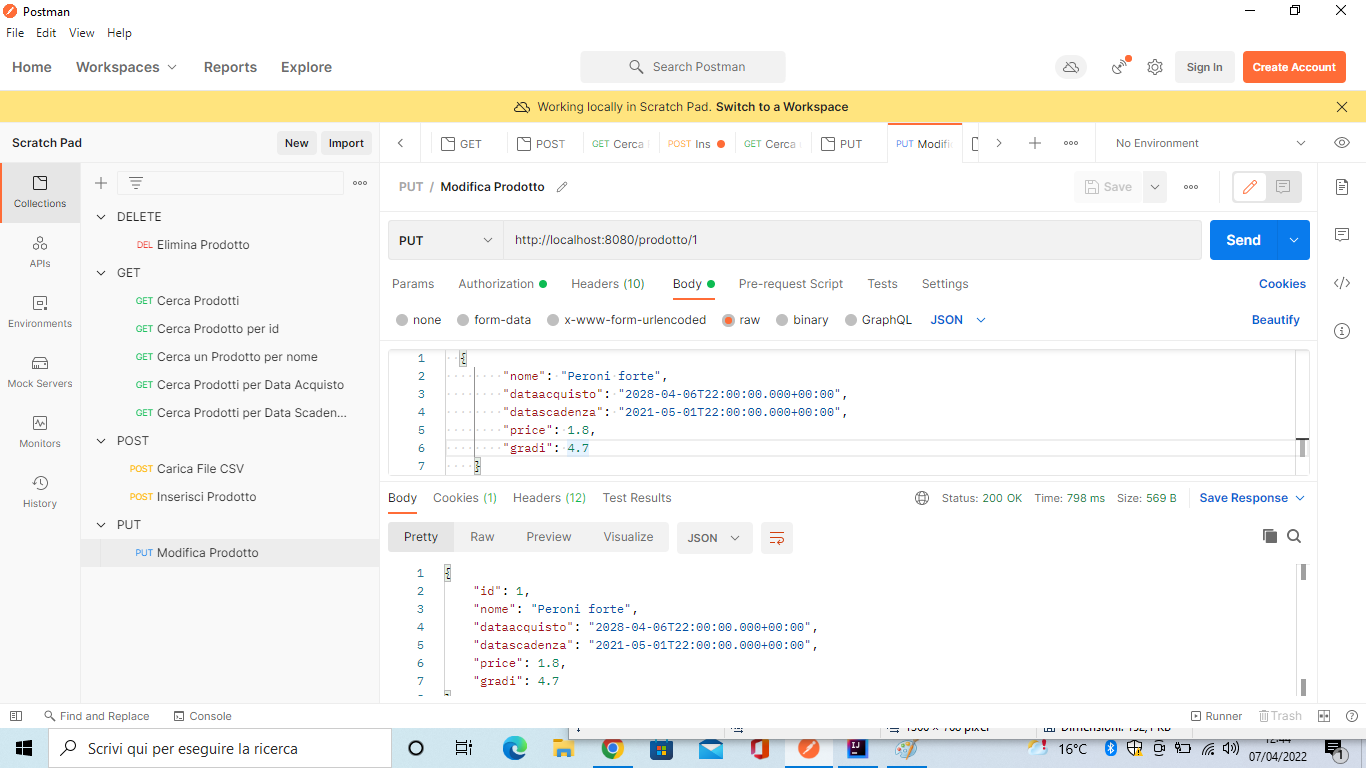 Postman
File Edit View Help
Home Workspaces Reports Explore Search Postman Sign In Create Account
Working locally in Scratch Pad. Switch to a Workspace
Scratch Pad New Import
GET POST GET Cerca POST Ins GET Cerca PUT PUT Modifi No Environment
Collections
APIs
Environments
Mock Servers
Monitors
History
DELETE
DEL Elimina Prodotto
GET
GET Cerca Prodotti
GET Cerca Prodotto per id
GET Cerca un Prodotto per nome
GET Cerca Prodotti per Data Acquisto
GET Cerca Prodotti per Data Scaden...
POST
POST Carica File CSV
POST Inserisci Prodotto
PUT
PUT Modifica Prodotto
PUT / Modifica Prodotto Save
PUT http://localhost:8080/prodotto/1 Send
Params Authorization Headers (10) Body Pre-request Script Tests Settings Cookies
none form-data x-www-form-urlencoded raw binary GraphQL JSON Beautify
1 {
2 "nome": "Peroni forte",
3 "dataacquisto": "2028-04-06T22:00:00.000+00:00",
4 "datascadenza": "2021-05-01T22:00:00.000+00:00",
5 "price": 1.8,
6 "gradi": 4.7
7 }
Body Cookies (1) Headers (12) Test Results Status: 200 OK Time: 798 ms Size: 569 B Save Response
Pretty Raw Preview Visualize JSON
1 {
2 "id": 1,
3 "nome": "Peroni forte",
4 "dataacquisto": "2028-04-06T22:00:00.000+00:00",
5 "datascadenza": "2021-05-01T22:00:00.000+00:00",
6 "price": 1.8,
7 "gradi": 4.7
Find and Replace Console Runner Trash
Scrivi qui per eseguire la ricerca
16°C
12:44
07/04/2022
1